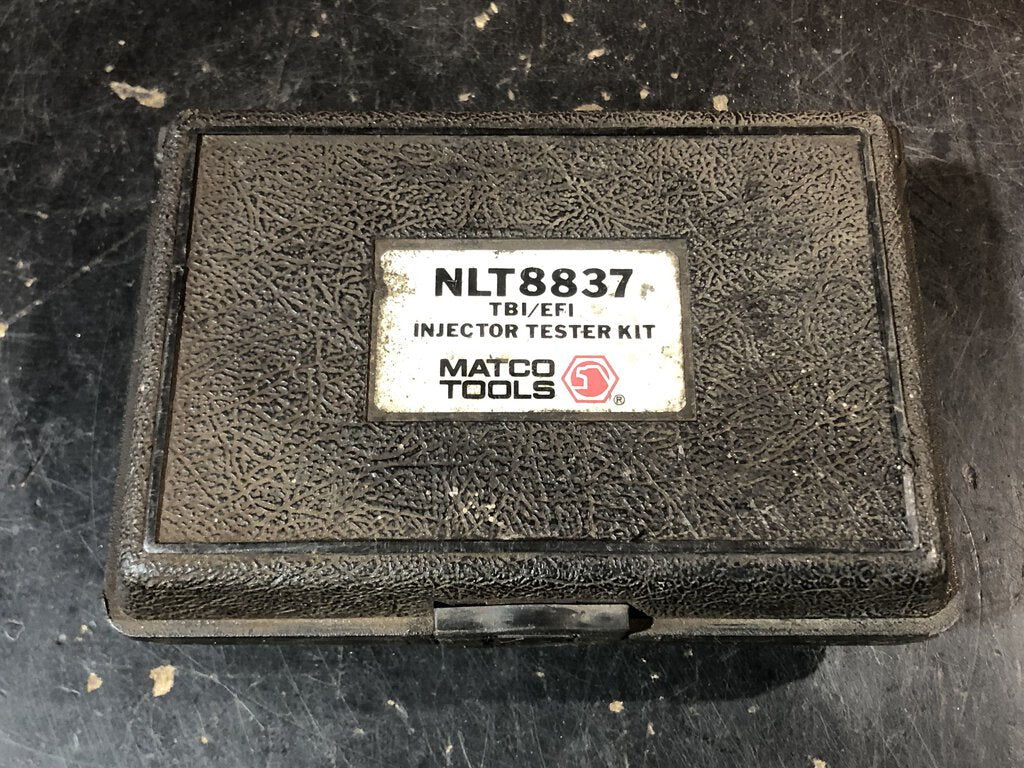 NLT8837
TBI/EFI
INJECTOR TESTER KIT
MATCO
TOOLS
®